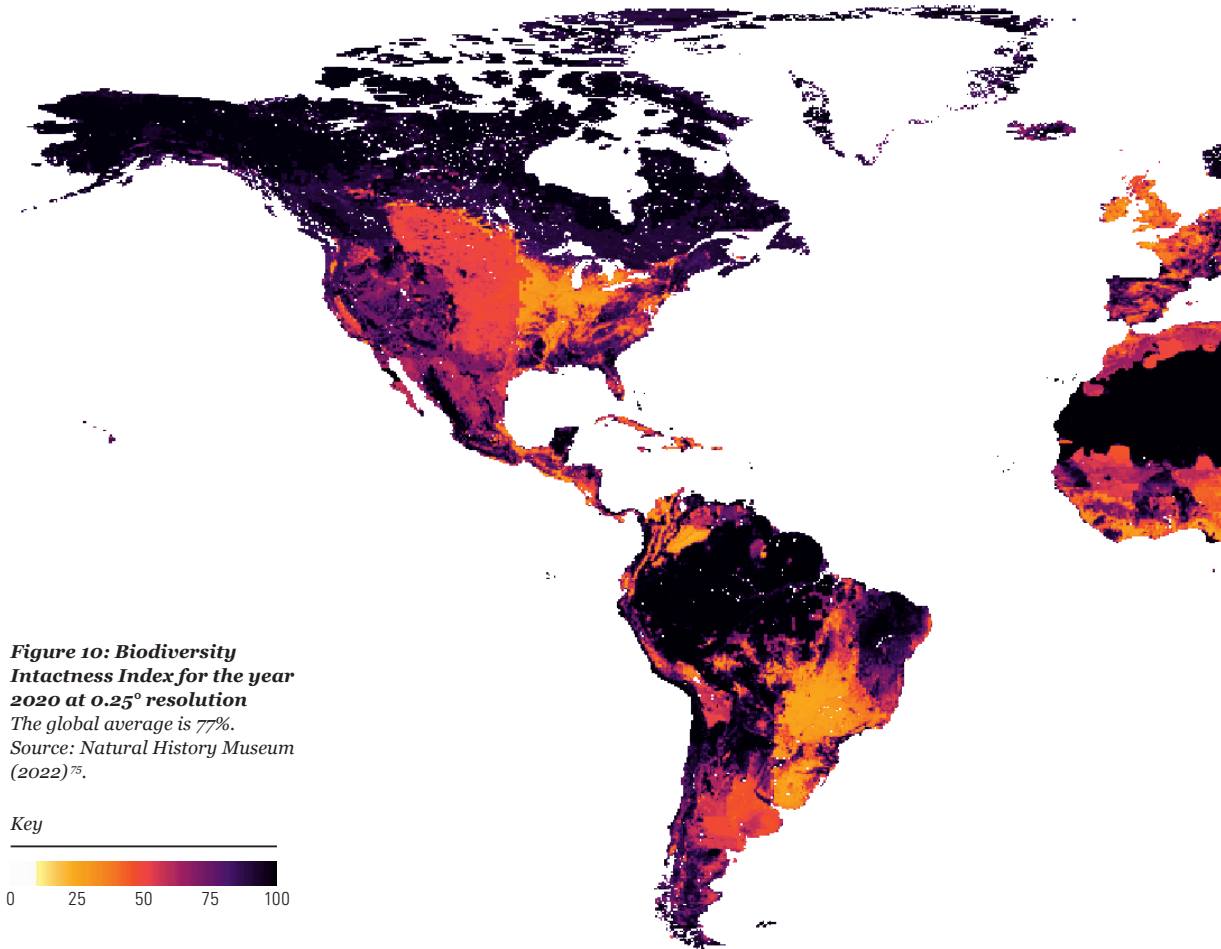 Figure 10: Biodiversity
Intactness Index for the year
2020 at 0.25° resolution
The global average is 77%.
Source: Natural History Museum
(2022)⁷⁵.
Key
0 25 50 75 100